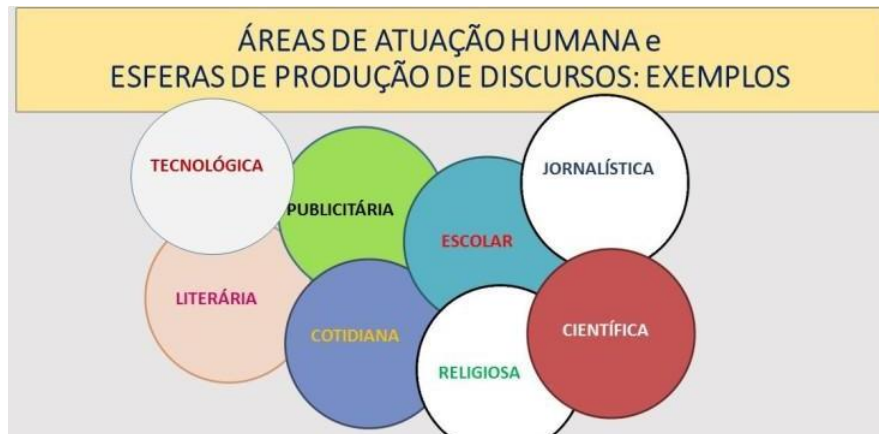 ÁREAS DE ATUAÇÃO HUMANA e
ESFERAS DE PRODUÇÃO DE DISCURSOS: EXEMPLOS
TECNOLÓGICA
JORNALÍSTICA
PUBLICITÁRIA
ESCOLAR
LITERÁRIA
COTIDIANA
CIENTÍFICA
RELIGIOSA